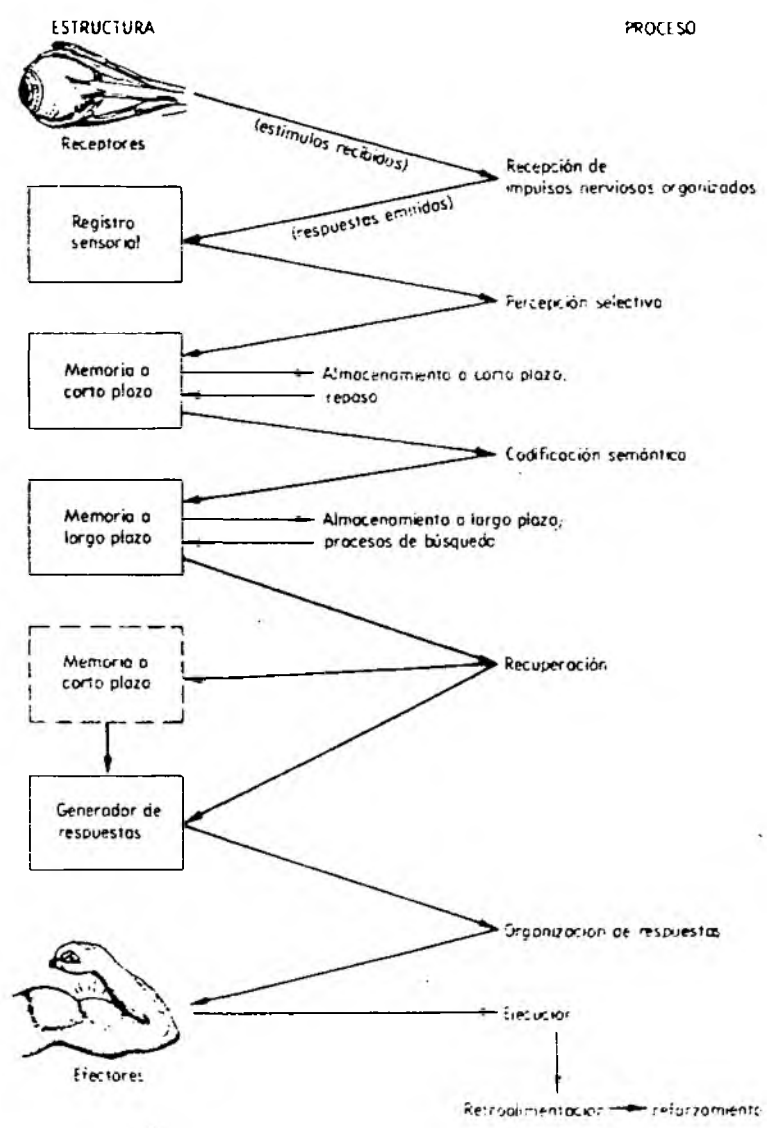 ESTRUCTURA
PROCESO
Receptores
(estímulos recibidos)
Recepción de
impulsos nerviosos organizados
(respuestas emitidas)
Registro
sensorial
Percepción selectiva
Memoria a
corto plazo
Almacenamiento a corto plazo;
repaso
Codificación semántica
Memoria a
largo plazo
Almacenamiento a largo plazo;
procesos de búsqueda
Memoria a
corto plazo
Recuperación
Generador de
respuestas
Organización de respuestas
Efectores
Ejecución
Retroalimentación
reforzamiento